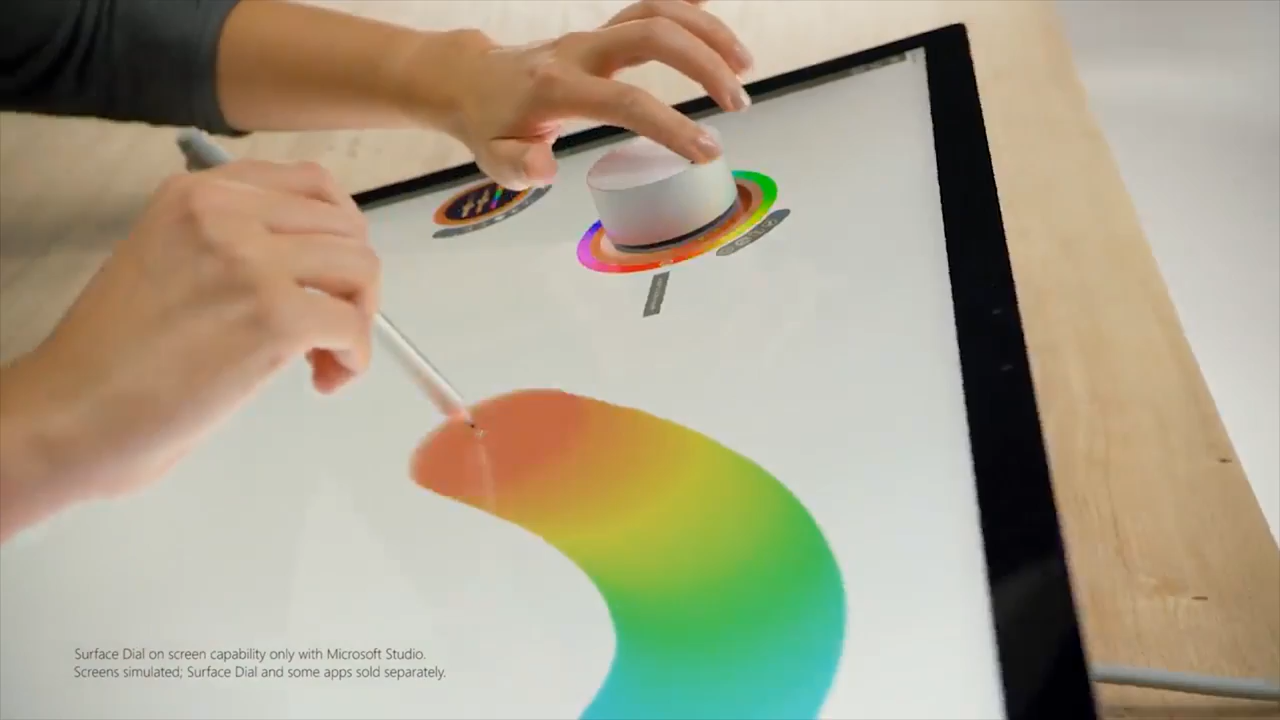 Surface Dial on screen capability only with Microsoft Studio.
Screens simulated; Surface Dial and some apps sold separately.